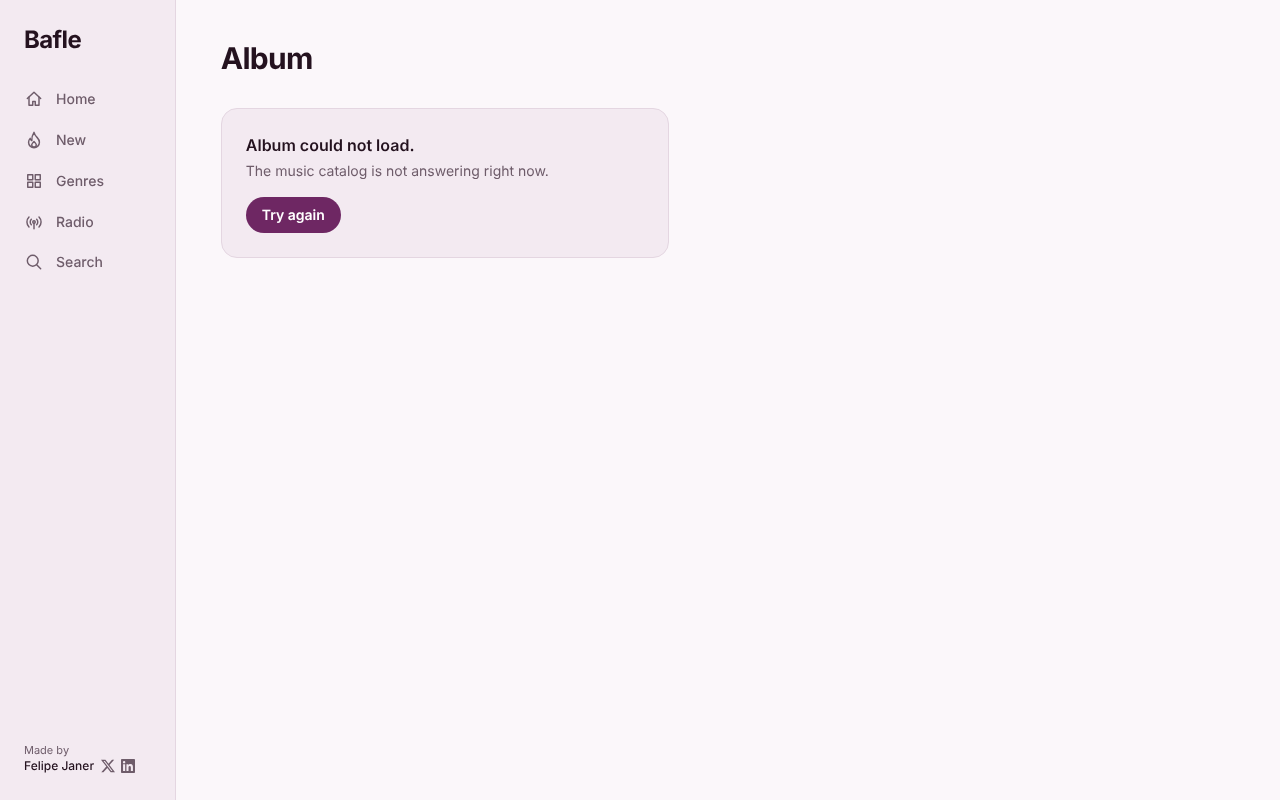 Bafle
Home
New
Genres
Radio
Search
Made by
Felipe Janer
Album
Album could not load.
The music catalog is not answering right now.
Try again